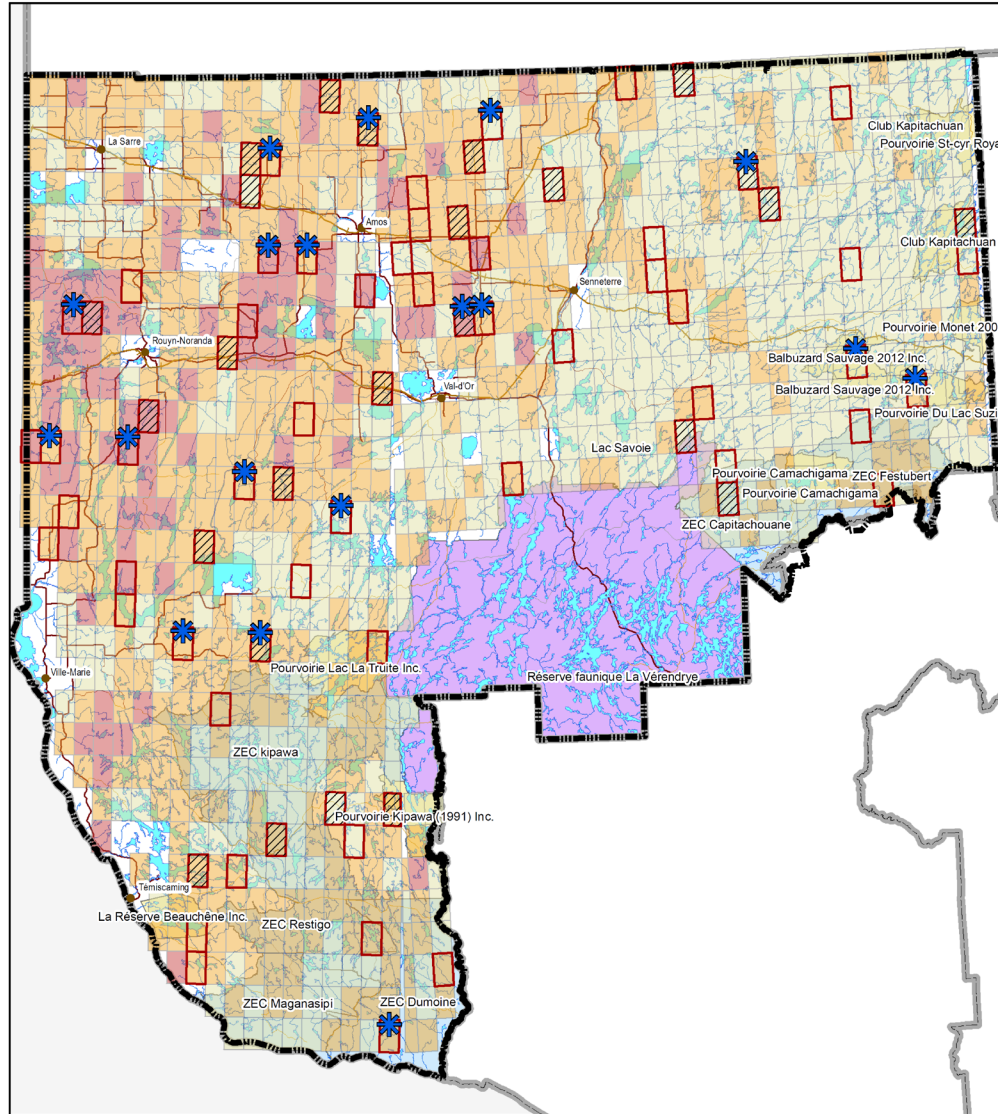 Club Kapitachuan
La Sarre
Pourvoirie St-cyr Roya
Amos
Club Kapitachuan
Senneterre
Pourvoirie Monet 200
Rouyn-Noranda
Balbuzard Sauvage 2012 Inc.
Val-d'Or
Balbuzard Sauvage 2012 Inc.
Pourvoirie Du Lac Suzi
Lac Savoie
Pourvoirie Camachigama
ZEC Festubert
Pourvoirie Camachigama
ZEC Capitachouane
Pourvoirie Lac La Truite Inc.
Ville-Marie
Réserve faunique La Vérendrye
ZEC kipawa
Pourvoirie Kipawa (1991) Inc.
Témiscaming
La Réserve Beauchêne Inc.
ZEC Restigo
ZEC Maganasipi
ZEC Dumoine